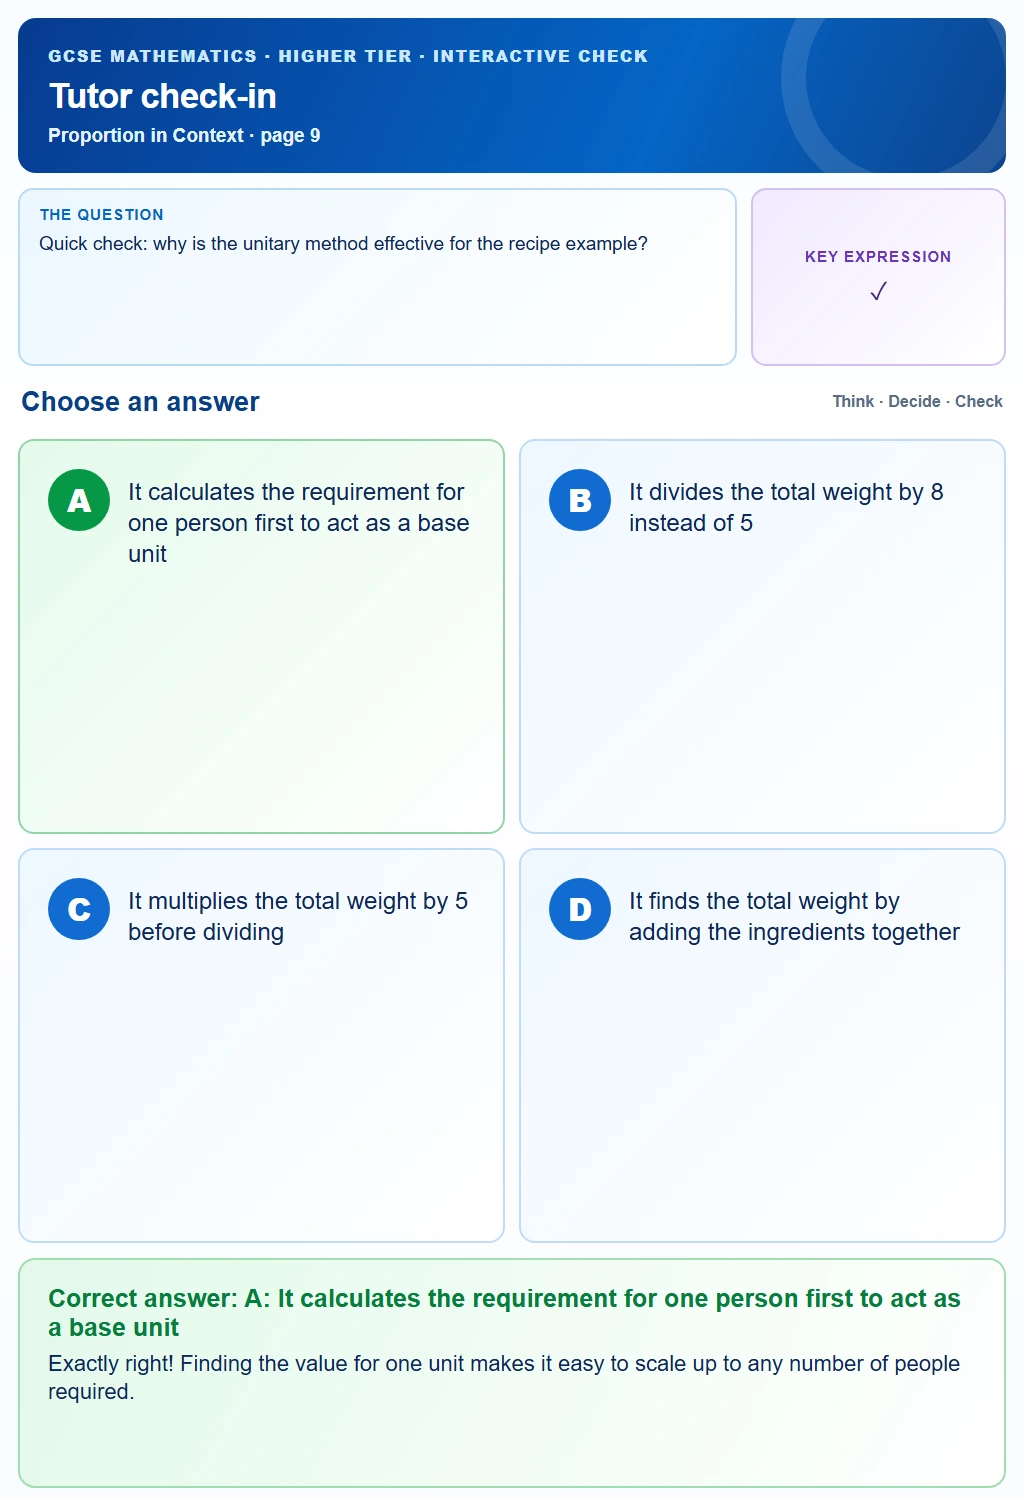 GCSE MATHEMATICS · HIGHER TIER · INTERACTIVE CHECK
Tutor check-in
Proportion in Context · page 9
THE QUESTION
Quick check: why is the unitary method effective for the recipe example?
KEY EXPRESSION
✓
Choose an answer
Think · Decide · Check
A
It calculates the requirement for
one person first to act as a base
unit
B
It divides the total weight by 8
instead of 5
C
It multiplies the total weight by 5
before dividing
D
It finds the total weight by
adding the ingredients together
Correct answer: A: It calculates the requirement for one person first to act as
a base unit
Exactly right! Finding the value for one unit makes it easy to scale up to any number of people
required.